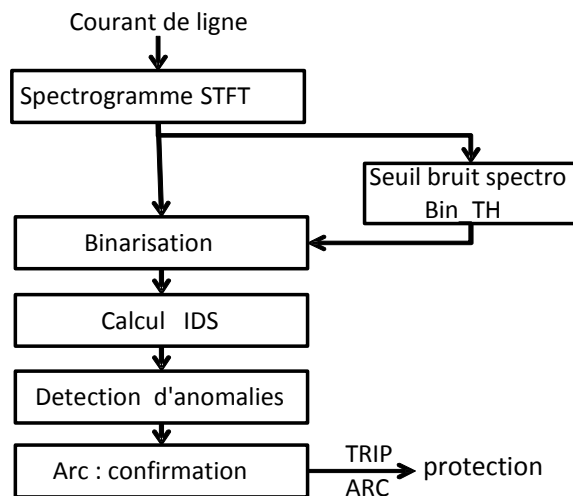 Courant de ligne
Spectrogramme STFT
Seuil bruit spectro
Bin_TH
Binarisation
Calcul IDS
Detection d'anomalies
Arc : confirmation
TRIP
ARC
protection